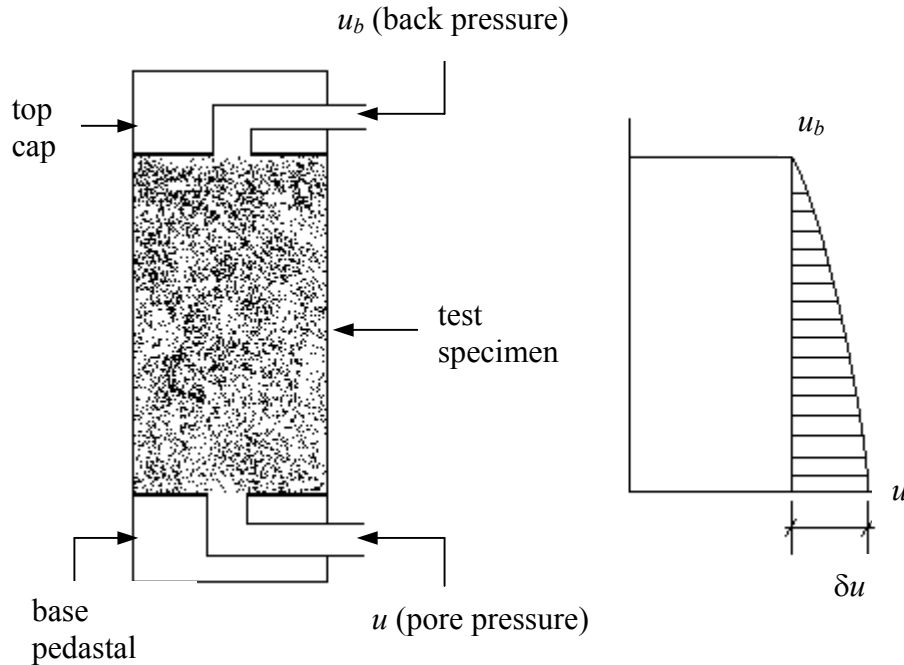 u_b (back pressure)
top
cap
u_b
test
specimen
u
δu
base
pedastal
u (pore pressure)